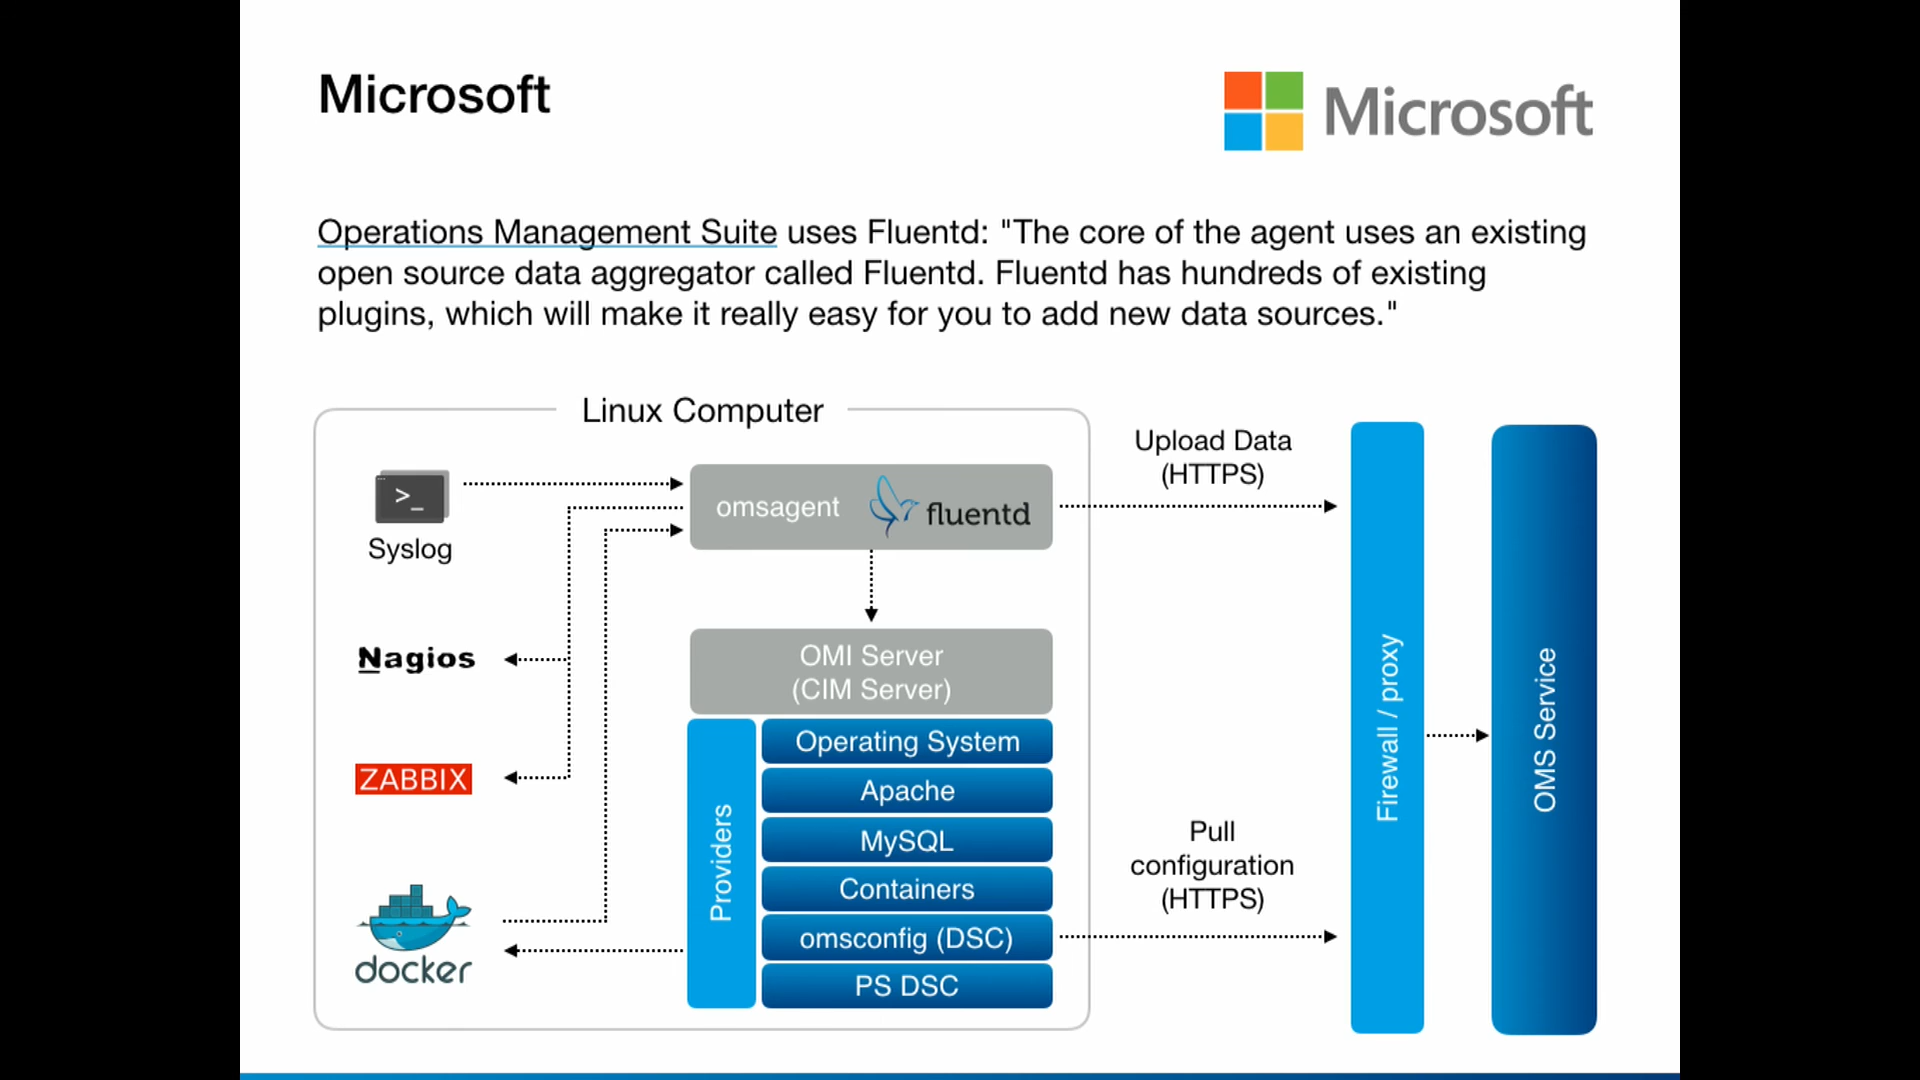 Microsoft
Microsoft
Operations Management Suite uses Fluentd: "The core of the agent uses an existing
open source data aggregator called Fluentd. Fluentd has hundreds of existing
plugins, which will make it really easy for you to add new data sources."
Linux Computer
Upload Data
(HTTPS)
>_
Syslog
omsagent
fluentd
OMI Server
(CIM Server)
Nagios
ZABBIX
docker
Providers
Operating System
Apache
MySQL
Containers
omsconfig (DSC)
PS DSC
Pull
configuration
(HTTPS)
Firewall / proxy
OMS Service